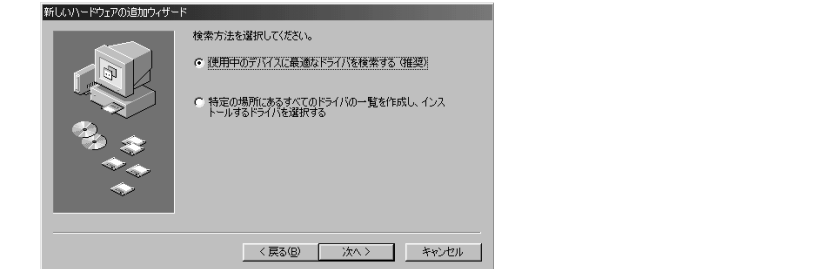 新しいハードウェアの追加ウィザード
検索方法を選択してください。
使用中のデバイスに最適なドライバを検索する (推奨)
特定の場所にあるすべてのドライバの一覧を作成し、インス
トールするドライバを選択する
< 戻る(B)
次へ >
キャンセル